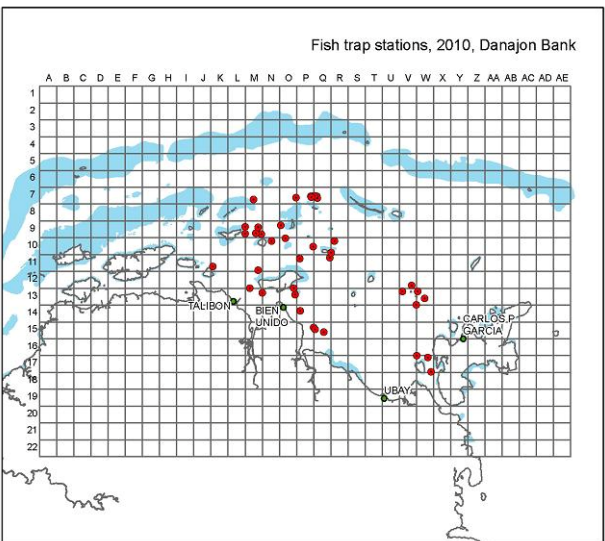 Fish trap stations, 2010, Danajon Bank
A B C D E F G H I J K L M N O P Q R S T U V W X Y Z AA AB AC AD AE
1
2
3
4
5
6
7
8
9
10
11
12
13
14
15
16
17
18
19
20
21
22
TALIBON
BIEN
UNIDO
CARLOS P
GARCIA
UBAY